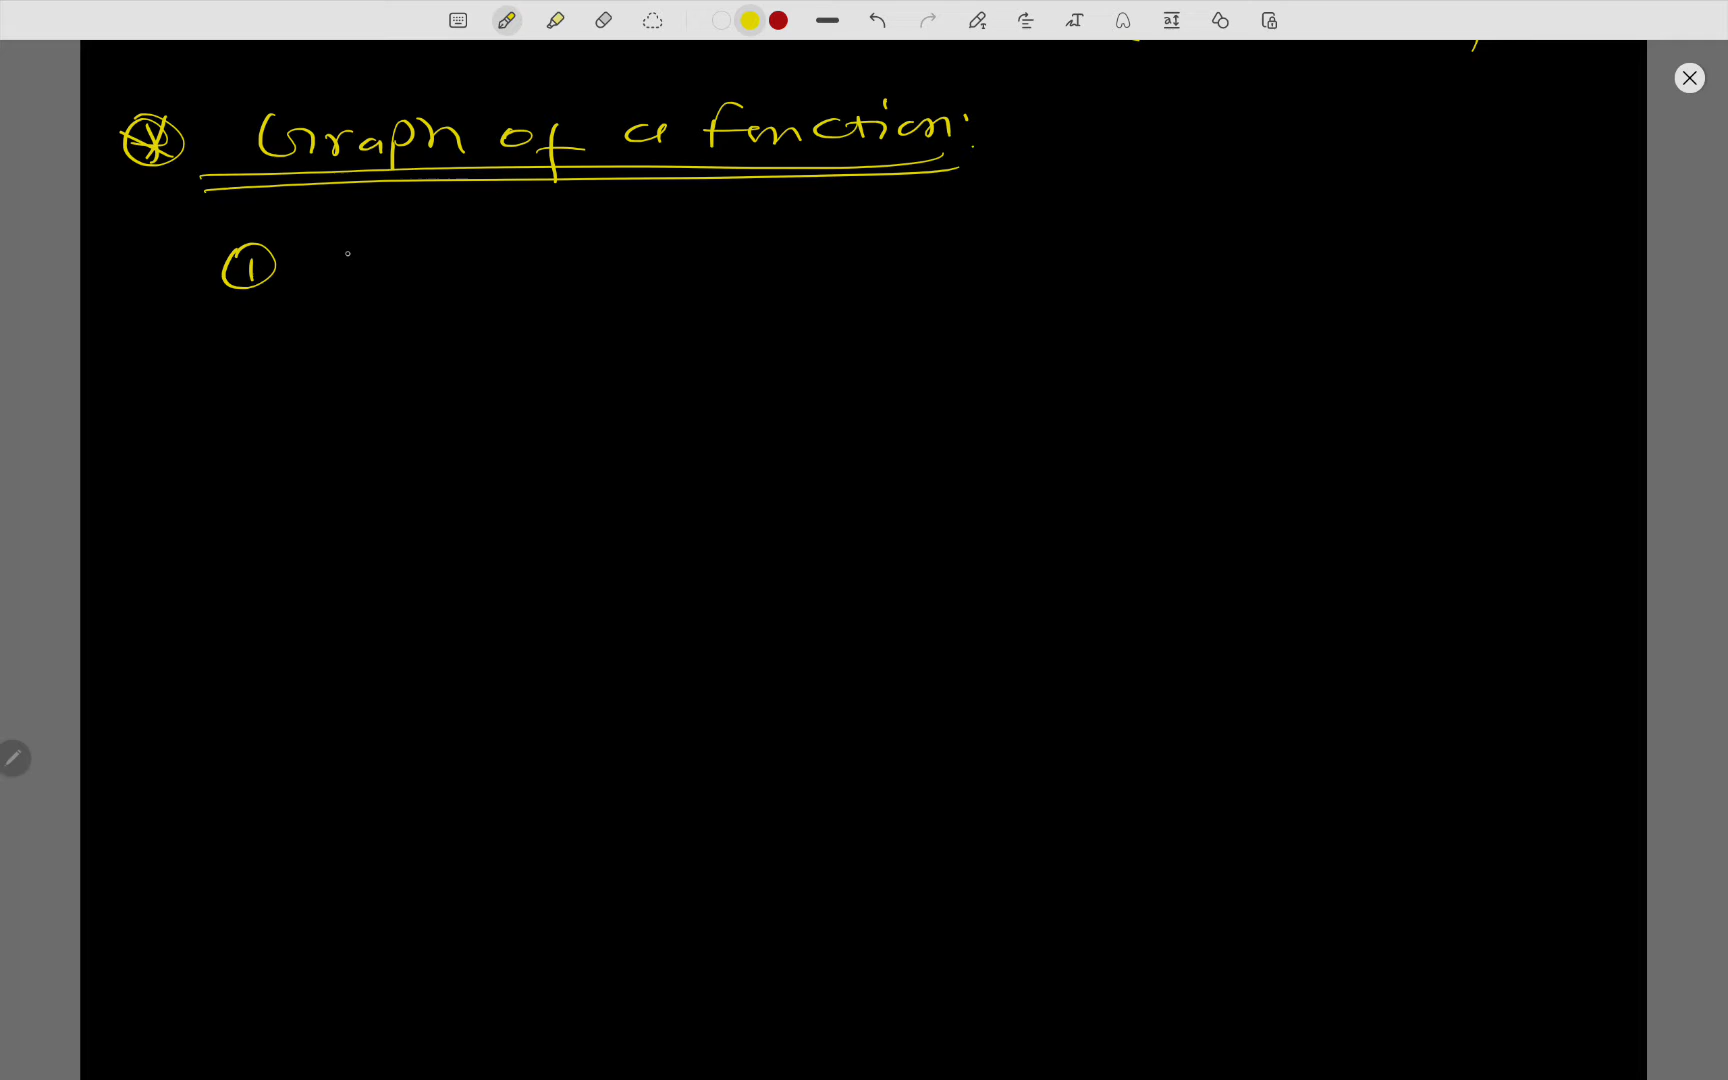 Graph of a function:
①